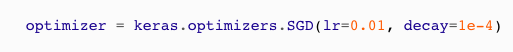 optimizer = keras.optimizers.SGD(lr=0.01, decay=1e-4)